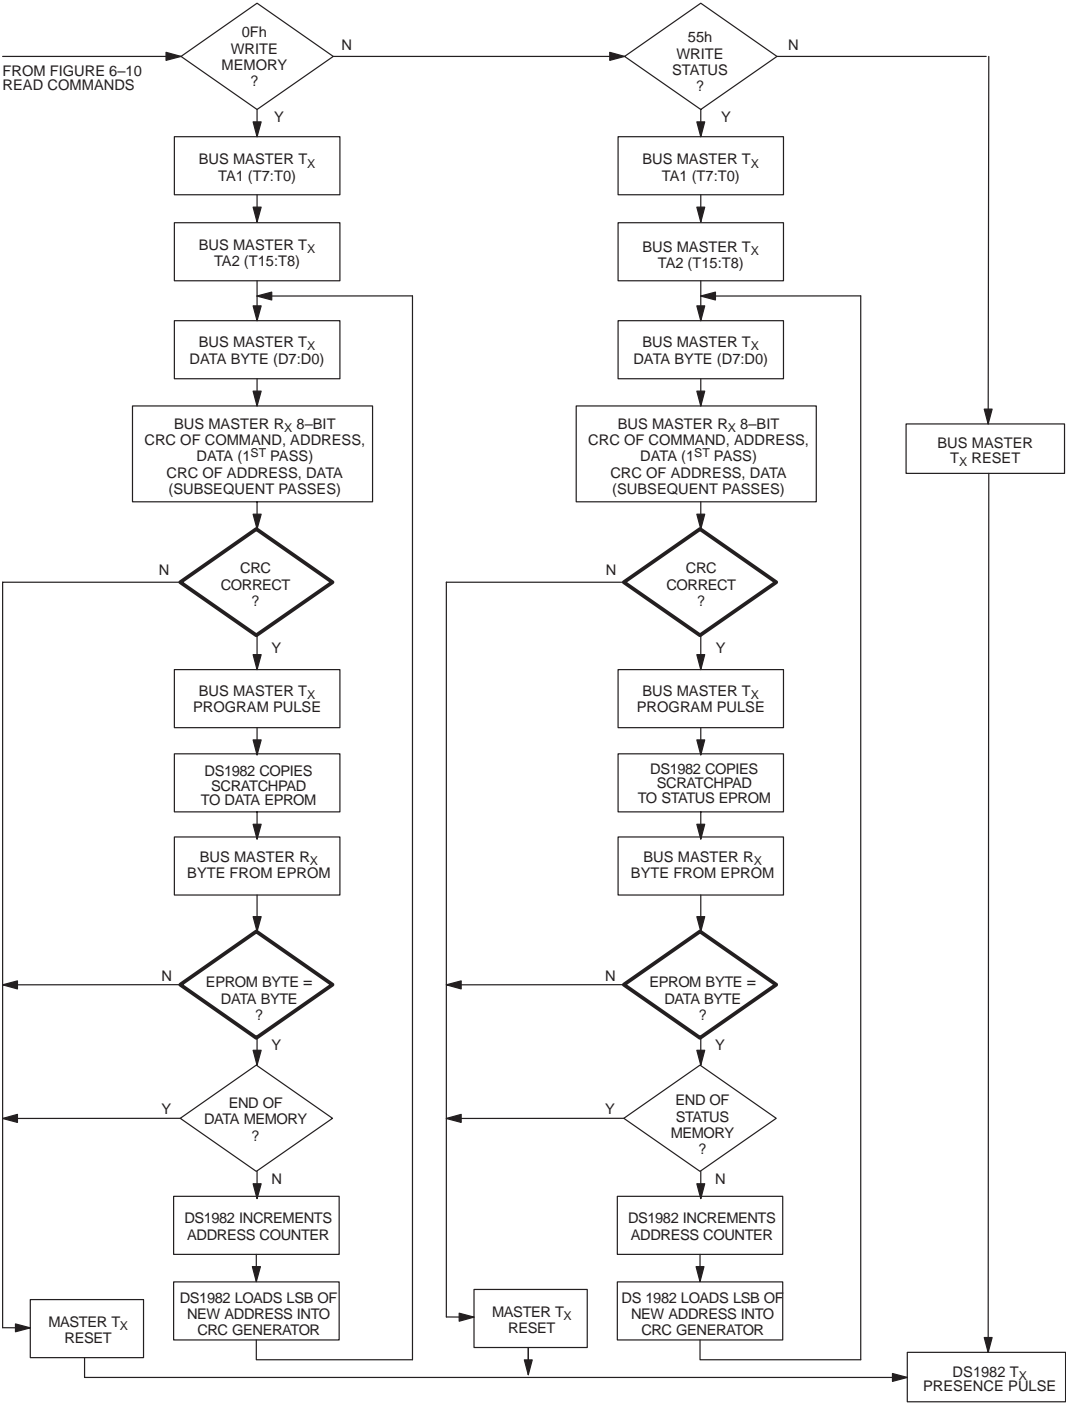 FROM FIGURE 6–10
READ COMMANDS
0Fh
WRITE
MEMORY
?
N
Y
BUS MASTER TX
TA1 (T7:T0)
BUS MASTER TX
TA2 (T15:T8)
BUS MASTER TX
DATA BYTE (D7:D0)
BUS MASTER RX 8–BIT
CRC OF COMMAND, ADDRESS,
DATA (1ST PASS)
CRC OF ADDRESS, DATA
(SUBSEQUENT PASSES)
CRC
CORRECT
?
N
Y
BUS MASTER TX
PROGRAM PULSE
DS1982 COPIES
SCRATCHPAD
TO DATA EPROM
BUS MASTER RX
BYTE FROM EPROM
EPROM BYTE =
DATA BYTE
?
N
Y
END OF
DATA MEMORY
?
Y
N
DS1982 INCREMENTS
ADDRESS COUNTER
DS1982 LOADS LSB OF
NEW ADDRESS INTO
CRC GENERATOR
MASTER TX
RESET
55h
WRITE
STATUS
?
N
Y
BUS MASTER TX
TA1 (T7:T0)
BUS MASTER TX
TA2 (T15:T8)
BUS MASTER TX
DATA BYTE (D7:D0)
BUS MASTER RX 8–BIT
CRC OF COMMAND, ADDRESS,
DATA (1ST PASS)
CRC OF ADDRESS, DATA
(SUBSEQUENT PASSES)
CRC
CORRECT
?
N
Y
BUS MASTER TX
PROGRAM PULSE
DS1982 COPIES
SCRATCHPAD
TO STATUS EPROM
BUS MASTER RX
BYTE FROM EPROM
EPROM BYTE =
DATA BYTE
?
N
Y
END OF
STATUS
MEMORY
?
Y
N
DS1982 INCREMENTS
ADDRESS COUNTER
DS 1982 LOADS LSB OF
NEW ADDRESS INTO
CRC GENERATOR
MASTER TX
RESET
BUS MASTER
TX RESET
DS1982 TX
PRESENCE PULSE